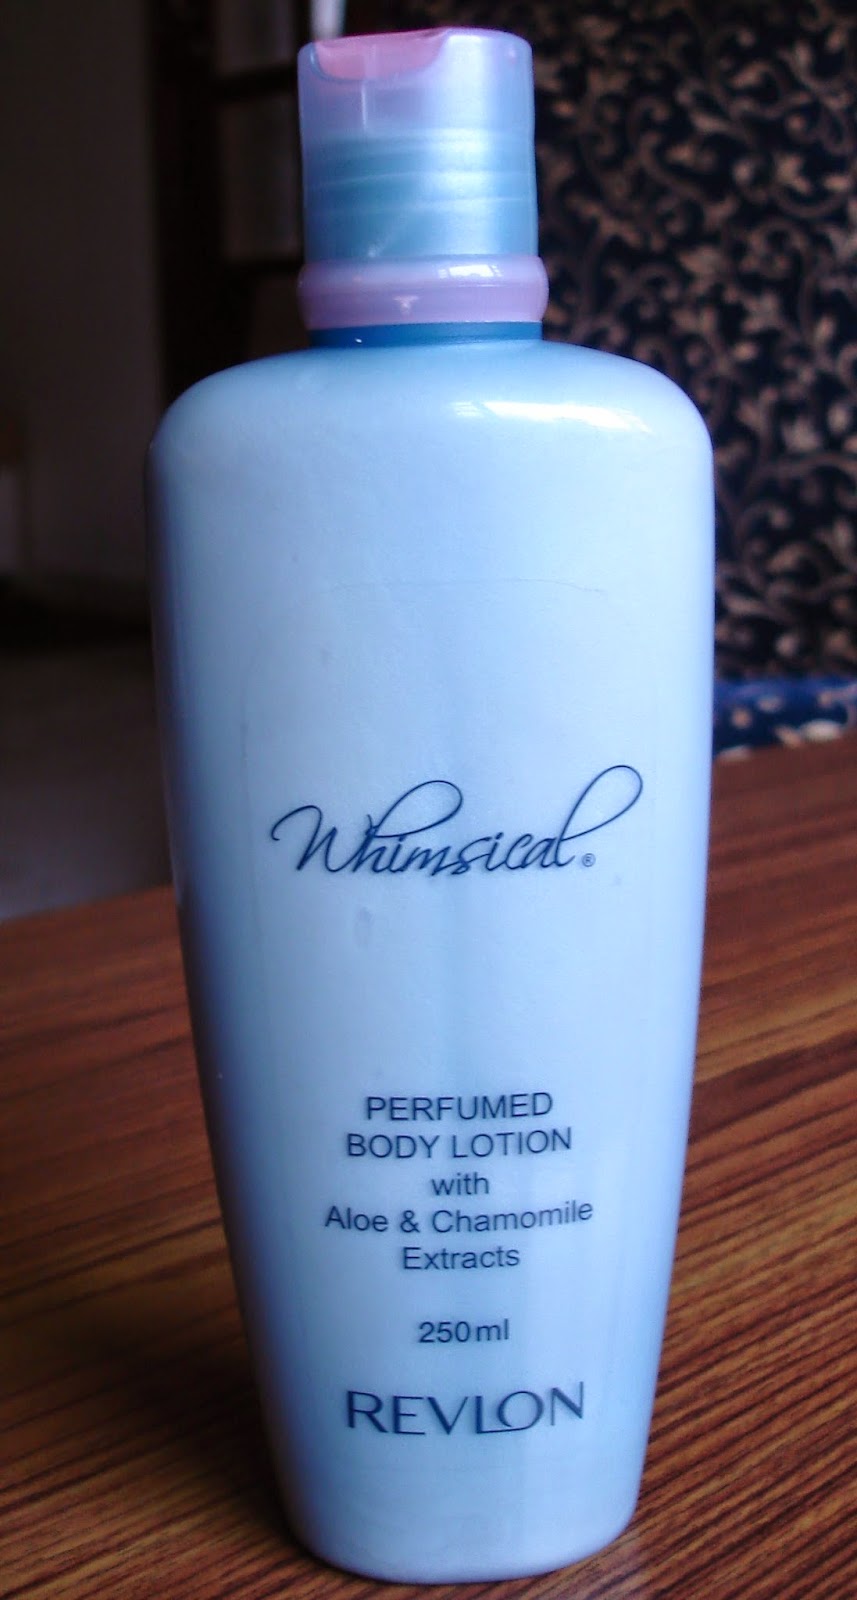 Whimsical®
PERFUMED
BODY LOTION
with
Aloe & Chamomile
Extracts
250ml
REVLON